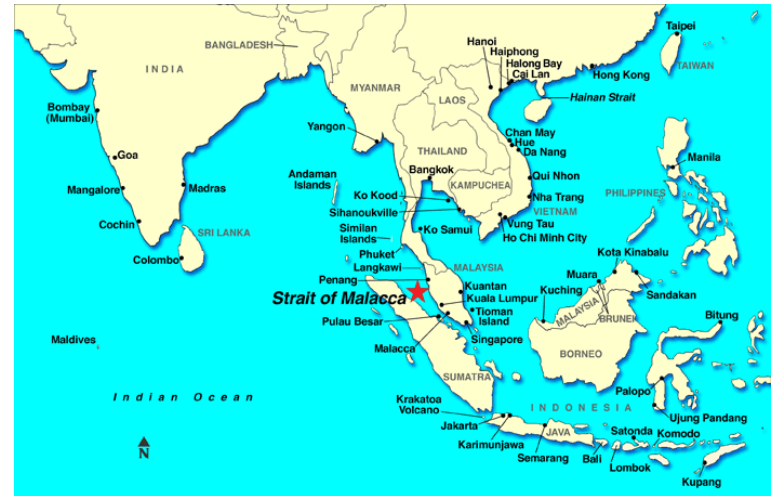 Taipei
Hanoi
Haiphong
BANGLADESH
Halong Bay
INDIA
Cai Lan
TAIWAN
Hong Kong
MYANMAR
Hainan Strait
LAOS
Bombay
(Mumbai)
Yangon
Chan May
Hue
THAILAND
Da Nang
Goa
Manila
Bangkok
Andaman
Islands
Qui Nhon
KAMPUCHEA
Mangalore
Madras
Ko Kood
Nha Trang
PHILIPPINES
Sihanoukville
VIETNAM
Cochin
Vung Tau
Similan
Islands
Ko Samui
SRI LANKA
Ho Chi Minh City
Phuket
Kota Kinabalu
Colombo
Langkawi
MALAYSIA
Muara
Penang
Kuantan
Sandakan
Kuching
Strait of Malacca
Kuala Lumpur
MALAYSIA
Tioman
Island
BRUNEI
Pulau Besar
Bitung
Singapore
Maldives
Malacca
BORNEO
SUMATRA
Palopo
Indian Ocean
Krakatoa
Volcano
INDONESIA
Ujung Pandang
Jakarta
JAVA
Satonda
Komodo
Karimunjawa
N
Semarang
Bali
Lombok
Kupang